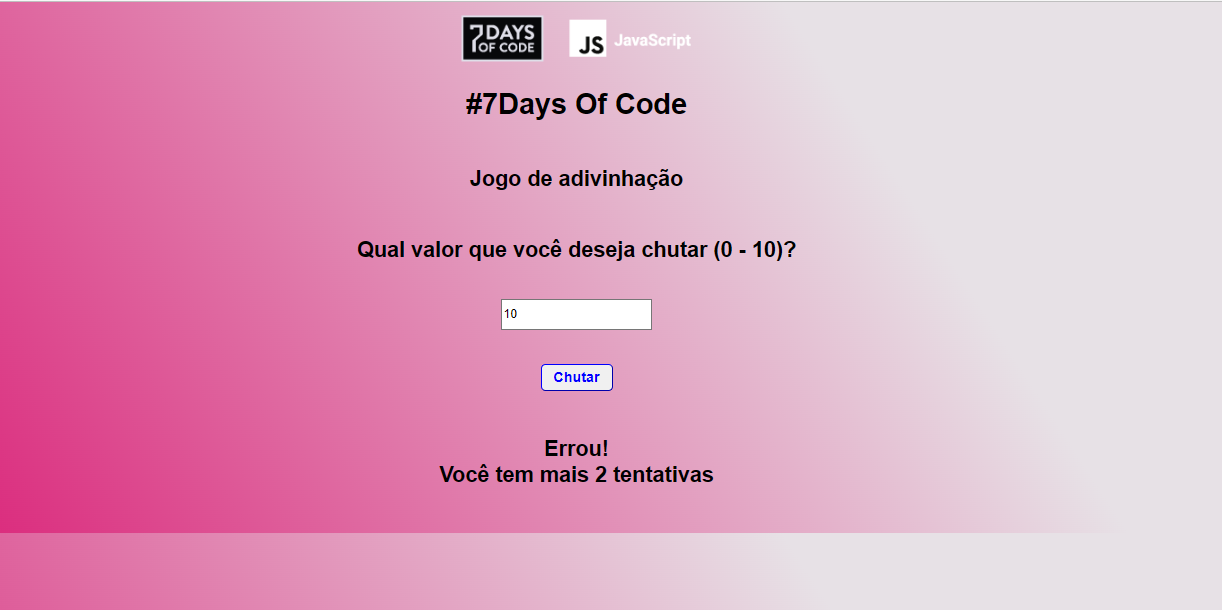 7DAYS
OF CODE
JS JavaScript
#7Days Of Code
Jogo de adivinhação
Qual valor que você deseja chutar (0 - 10)?
10
Chutar
Errou!
Você tem mais 2 tentativas